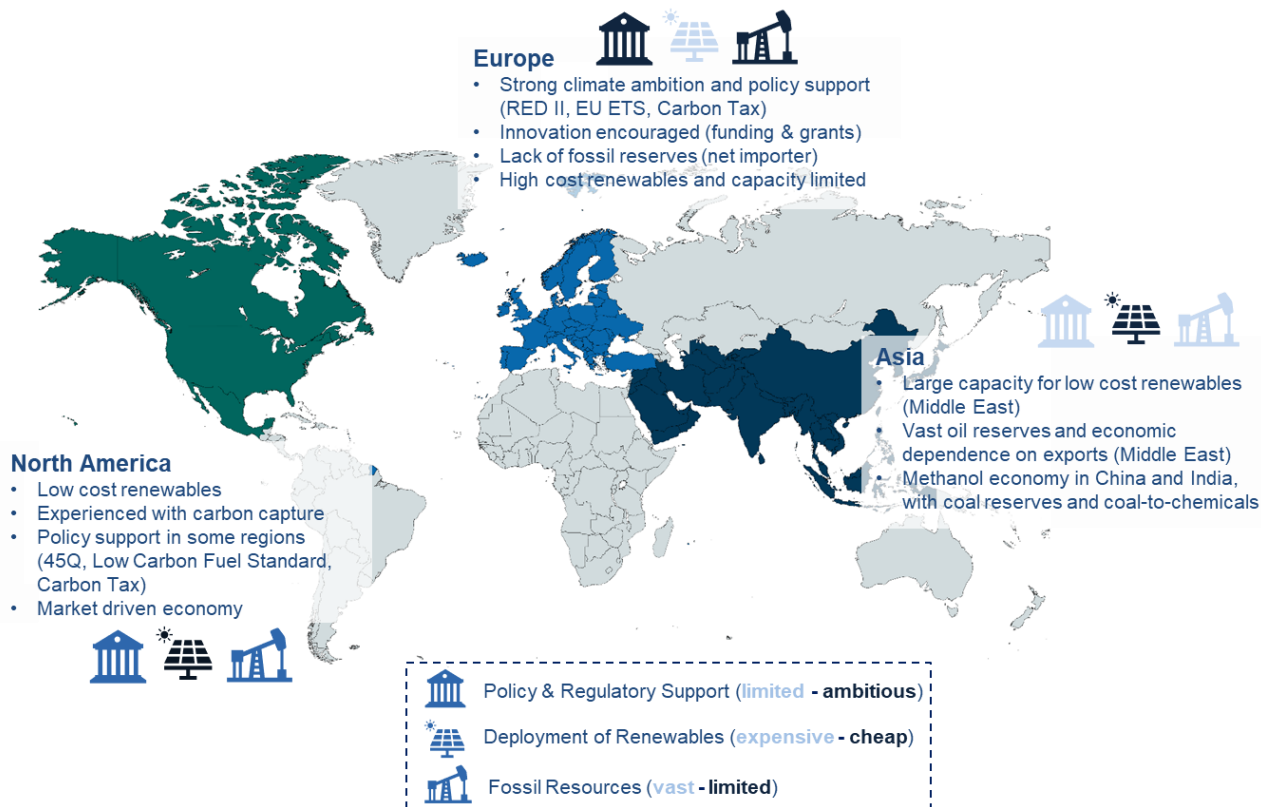 Europe
• Strong climate ambition and policy support
(RED II, EU ETS, Carbon Tax)
• Innovation encouraged (funding & grants)
• Lack of fossil reserves (net importer)
• High cost renewables and capacity limited
Asia
• Large capacity for low cost renewables
(Middle East)
• Vast oil reserves and economic
dependence on exports (Middle East)
• Methanol economy in China and India,
with coal reserves and coal-to-chemicals
North America
• Low cost renewables
• Experienced with carbon capture
• Policy support in some regions
(45Q, Low Carbon Fuel Standard,
Carbon Tax)
• Market driven economy
Policy & Regulatory Support (limited - ambitious)
Deployment of Renewables (expensive - cheap)
Fossil Resources (vast - limited)